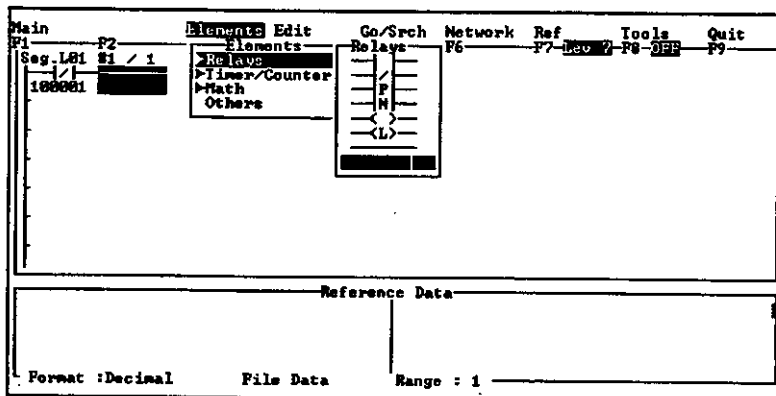 Main Elements Edit Go/Srch Network Ref Tools Quit
F1 F2 Elements Relays F6 F7 Lev ? F8 OFF F9
Seg.L01 #1 / 1 Relays
Timer/Counter /
100001 Math P
Others N
( )
(L)
Reference Data
Format :Decimal File Data Range : 1